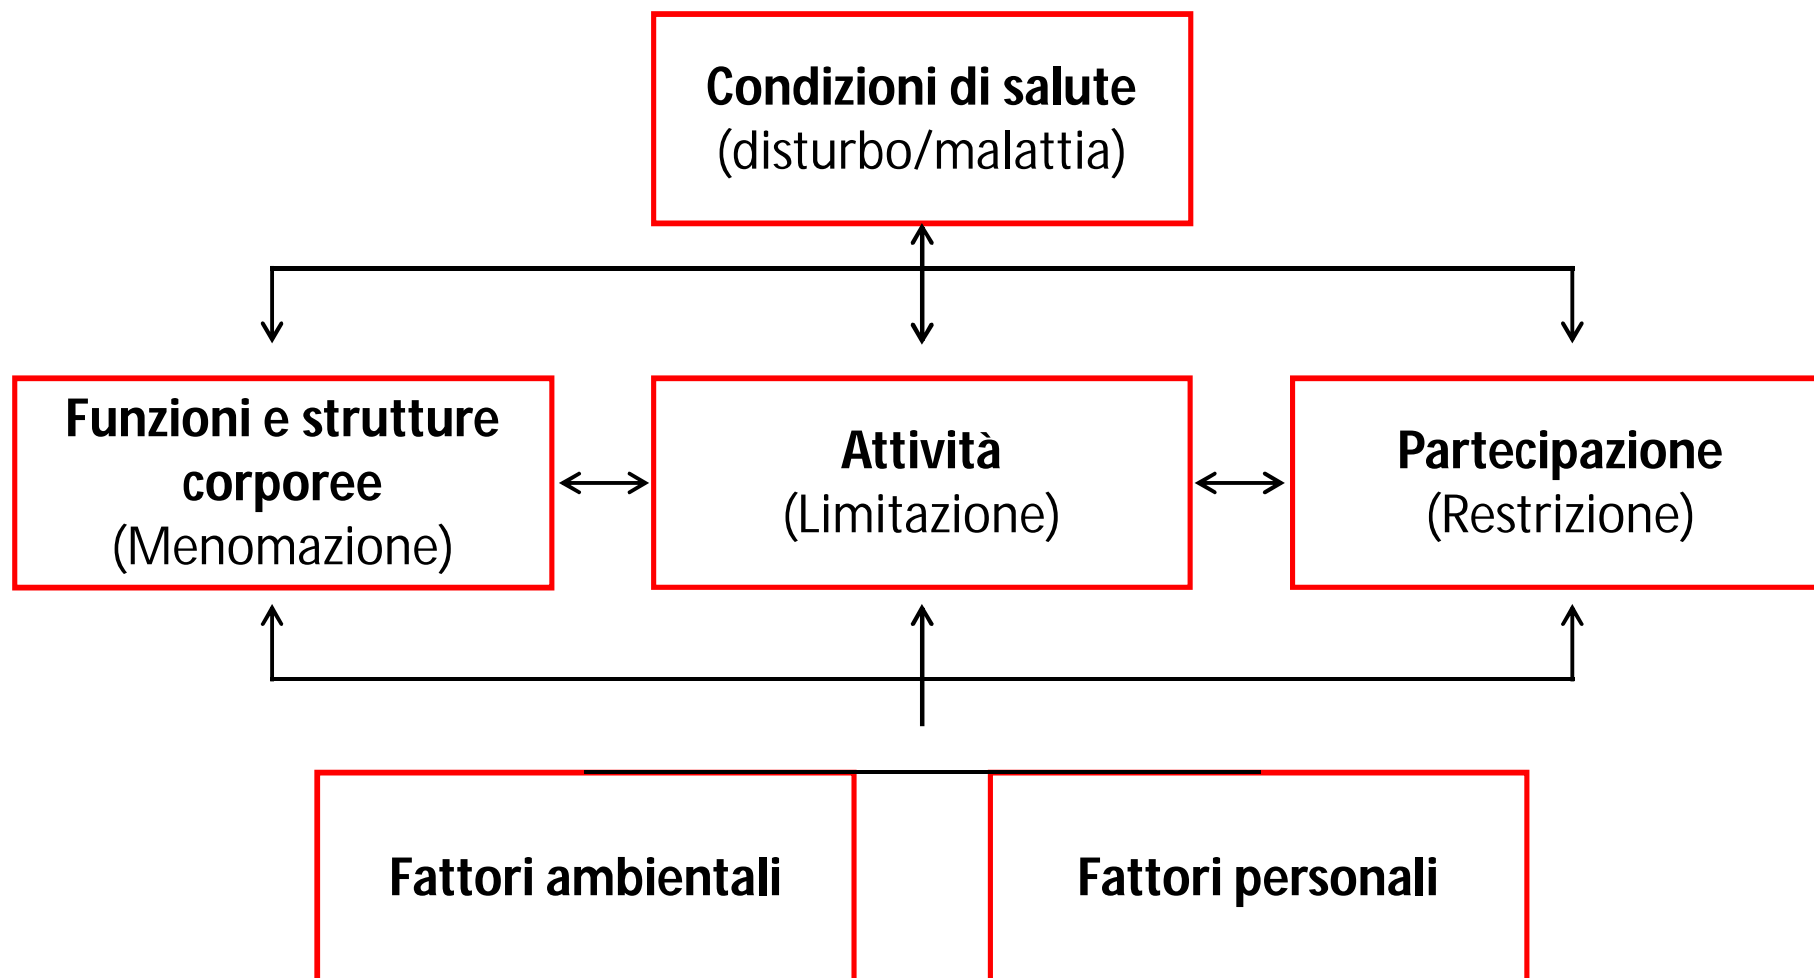 Condizioni di salute
(disturbo/malattia)
Funzioni e strutture
corporee
(Menomazione)
Attività
(Limitazione)
Partecipazione
(Restrizione)
Fattori ambientali
Fattori personali